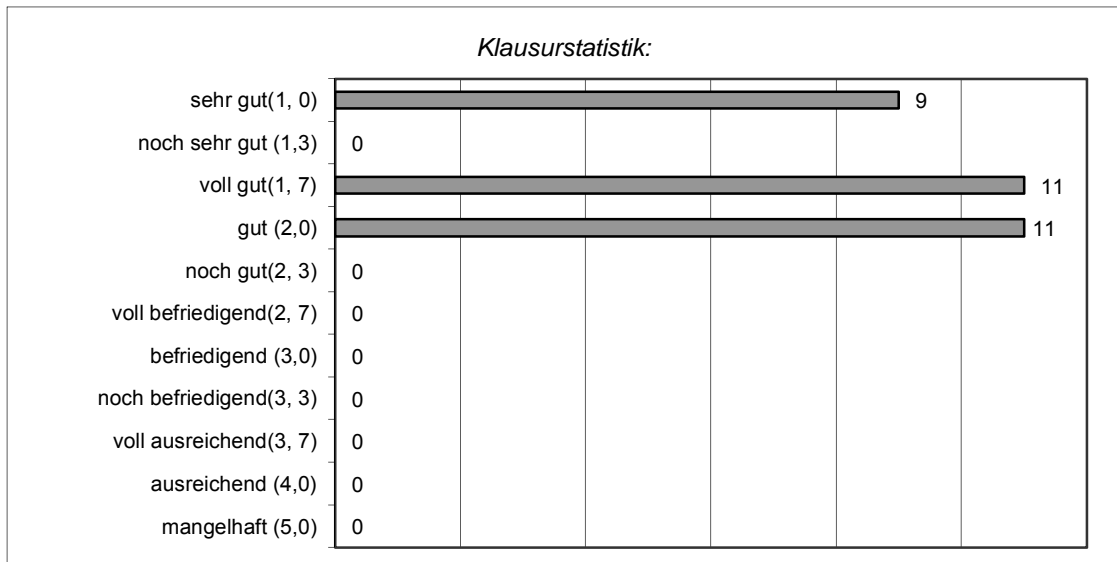 Klausurstatistik:
sehr gut(1, 0) 9
noch sehr gut (1,3) 0
voll gut(1, 7) 11
gut (2,0) 11
noch gut(2, 3) 0
voll befriedigend(2, 7) 0
befriedigend (3,0) 0
noch befriedigend(3, 3) 0
voll ausreichend(3, 7) 0
ausreichend (4,0) 0
mangelhaft (5,0) 0